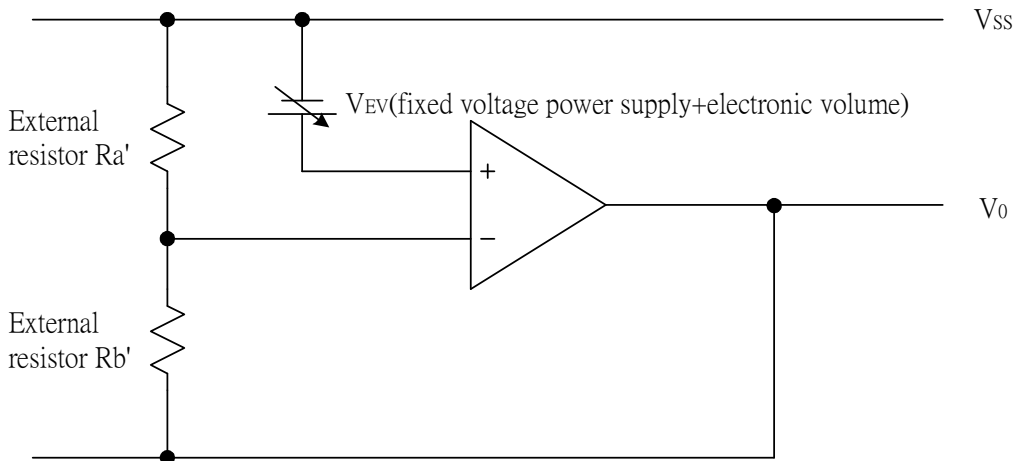 VSS
VEV(fixed voltage power supply+electronic volume)
External
resistor Ra'
+
−
V0
External
resistor Rb'